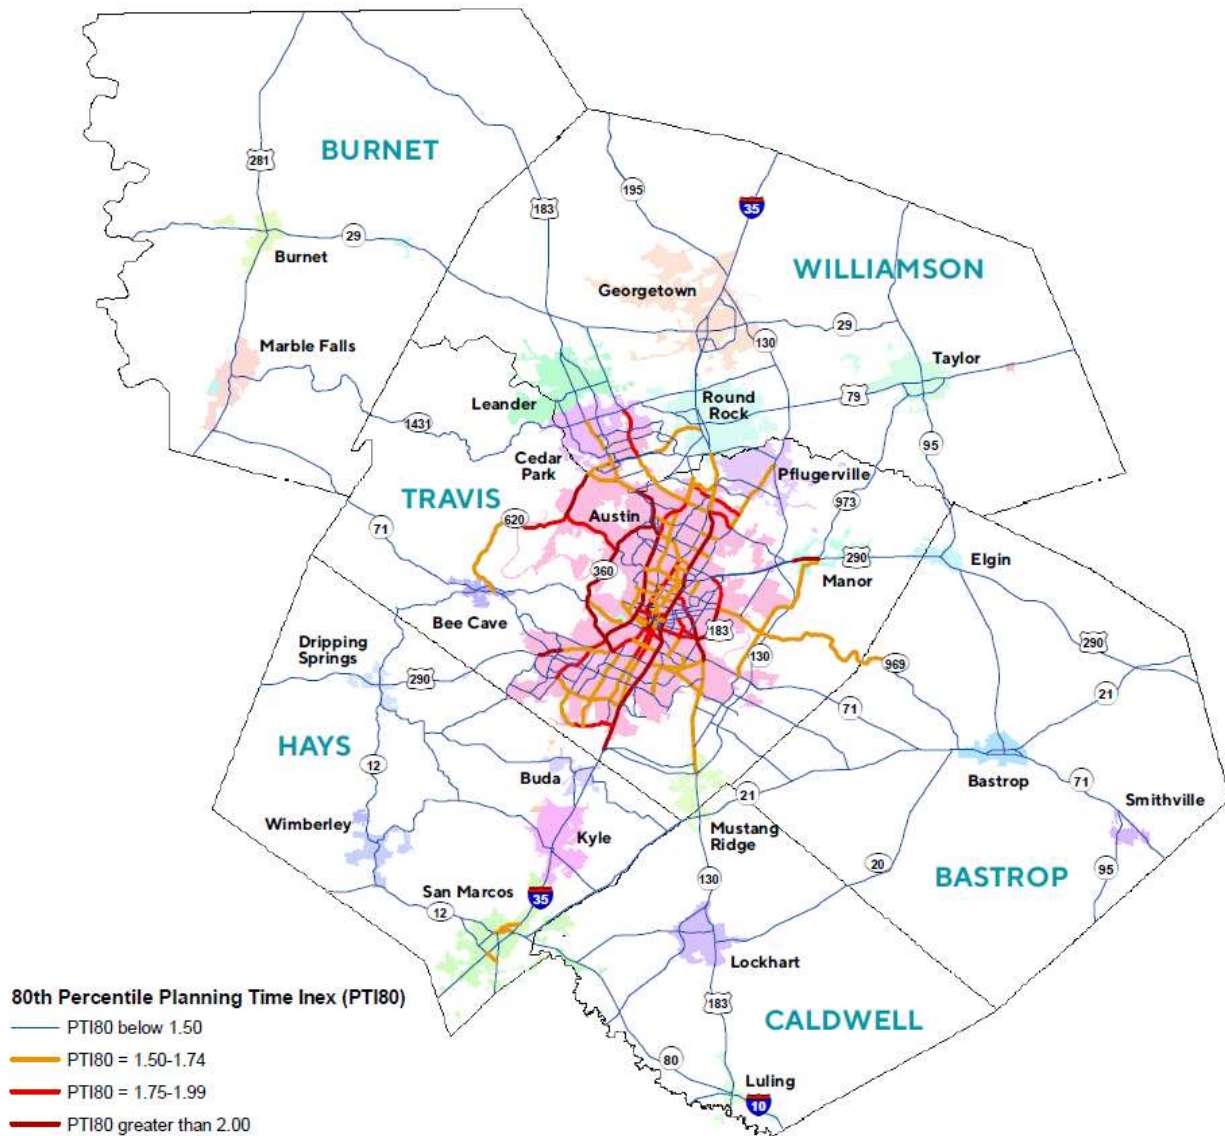 BURNET
281
195
35
183
29
Burnet
WILLIAMSON
Georgetown
29
130
Marble Falls
Taylor
Leander
Round
Rock
79
1431
95
Cedar
Park
Pflugerville
TRAVIS
973
620
Austin
71
290
Elgin
360
Manor
Bee Cave
183
Dripping
Springs
130
290
969
290
21
71
HAYS
12
Buda
Bastrop
71
21
Smithville
Wimberley
Kyle
Mustang
Ridge
20
130
BASTROP
95
San Marcos
35
12
Lockhart
80th Percentile Planning Time Inex (PTI80)
183
PTI80 below 1.50
CALDWELL
PTI80 = 1.50-1.74
80
Luling
PTI80 = 1.75-1.99
10
PTI80 greater than 2.00